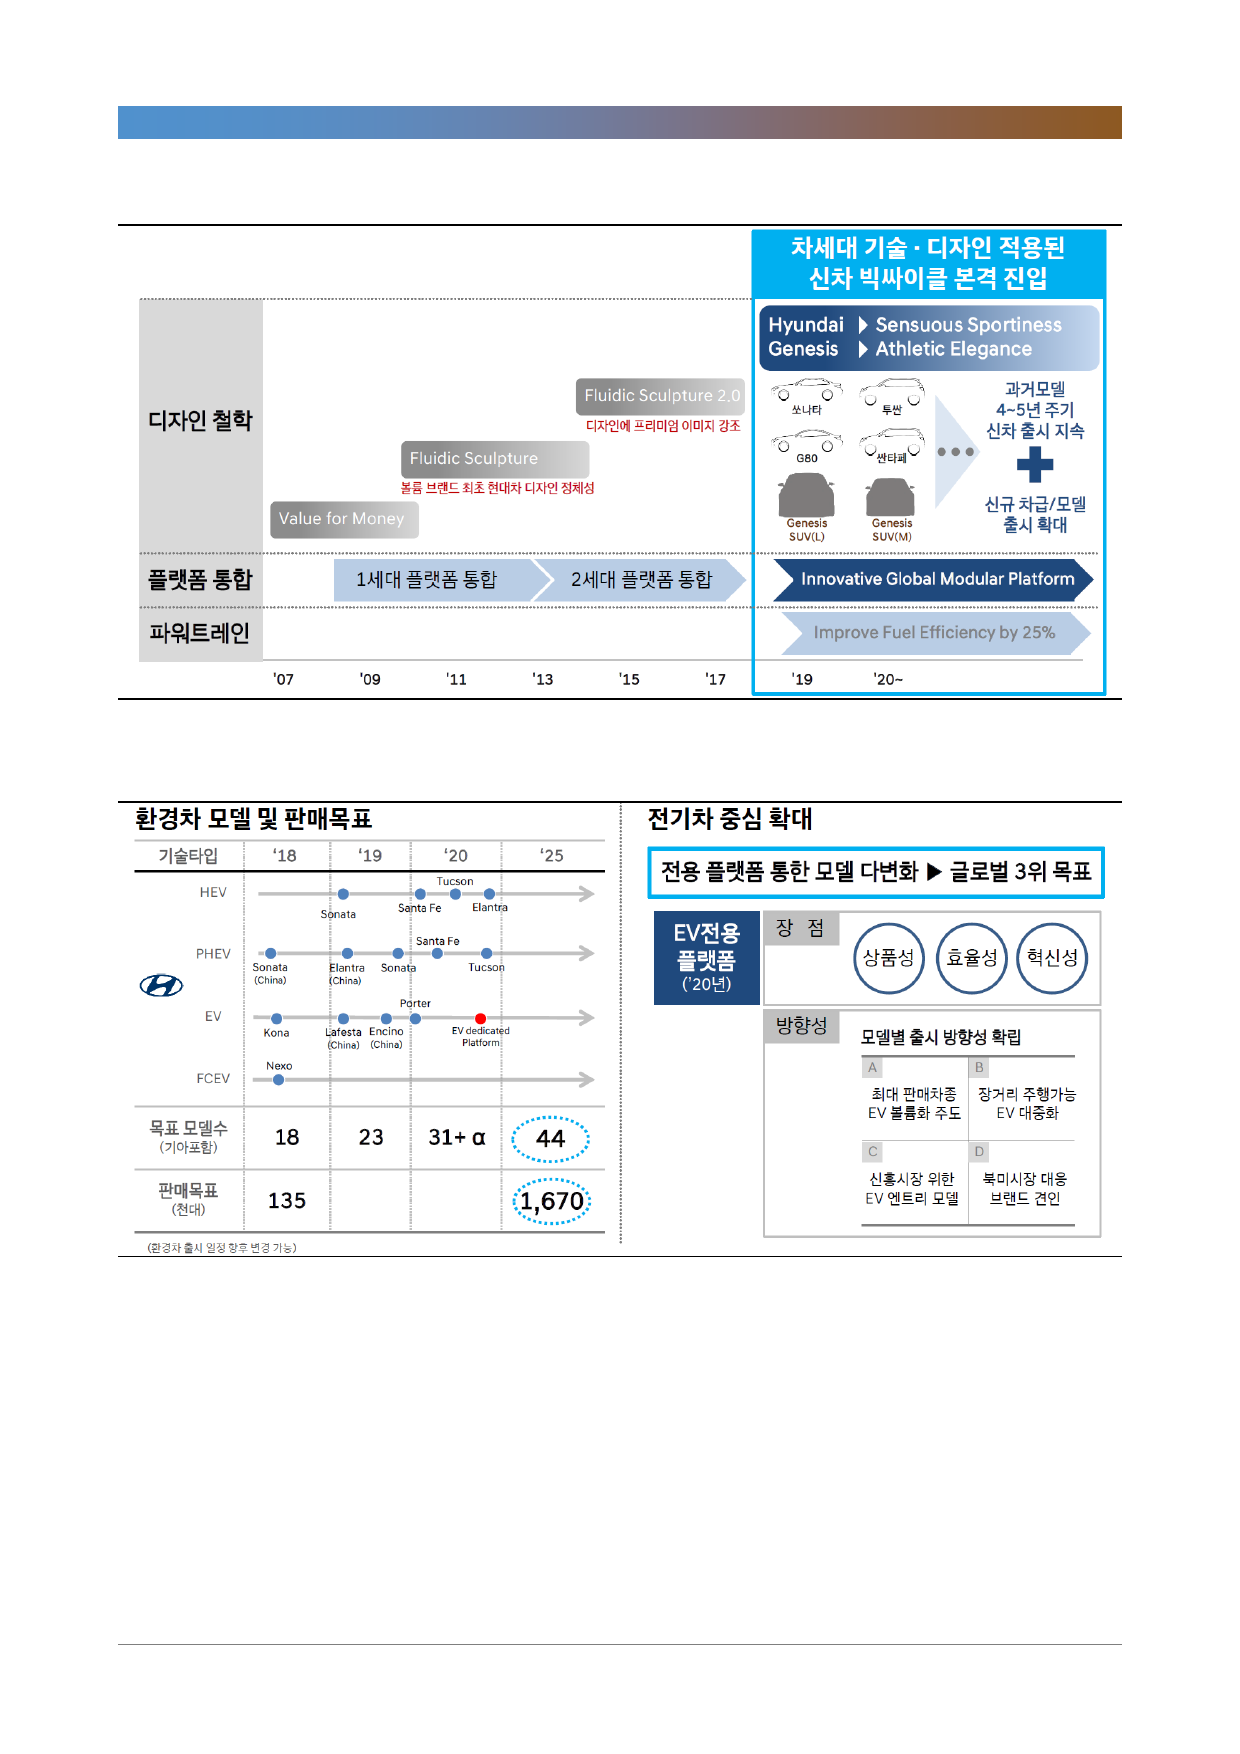 차세대 기술 · 디자인 적용된
신차 빅싸이클 본격 진입
Hyundai ▶ Sensuous Sportiness
Genesis ▶ Athletic Elegance
디자인 철학
Fluidic Sculpture 2.0
디자인에 프리미엄 이미지 강조
Fluidic Sculpture
볼륨 브랜드 최초 현대차 디자인 정체성
Value for Money
쏘나타
투싼
G80
싼타페
Genesis
SUV(L)
Genesis
SUV(M)
과거모델
4~5년 주기
신차 출시 지속
신규 차급/모델
출시 확대
플랫폼 통합
1세대 플랫폼 통합
2세대 플랫폼 통합
Innovative Global Modular Platform
파워트레인
Improve Fuel Efficiency by 25%
'07 '09 '11 '13 '15 '17 '19 '20~
환경차 모델 및 판매목표
기술타입 ‘18 ‘19 ‘20 ‘25
HEV
Tucson
Sonata
Santa Fe
Elantra
PHEV
Santa Fe
Sonata
(China)
Elantra
(China)
Sonata
Tucson
EV
Porter
Kona
Lafesta
(China)
Encino
(China)
EV dedicated
Platform
FCEV
Nexo
목표 모델수
(기아포함)
18 23 31+ α 44
판매목표
(천대)
135 1,670
(환경차 출시 일정 향후 변경 가능)
전기차 중심 확대
전용 플랫폼 통한 모델 다변화 ▶ 글로벌 3위 목표
EV전용
플랫폼
('20년)
장 점
상품성 효율성 혁신성
방향성
모델별 출시 방향성 확립
A
최대 판매차종
EV 볼륨화 주도
B
장거리 주행가능
EV 대중화
C
신흥시장 위한
EV 엔트리 모델
D
북미시장 대응
브랜드 견인